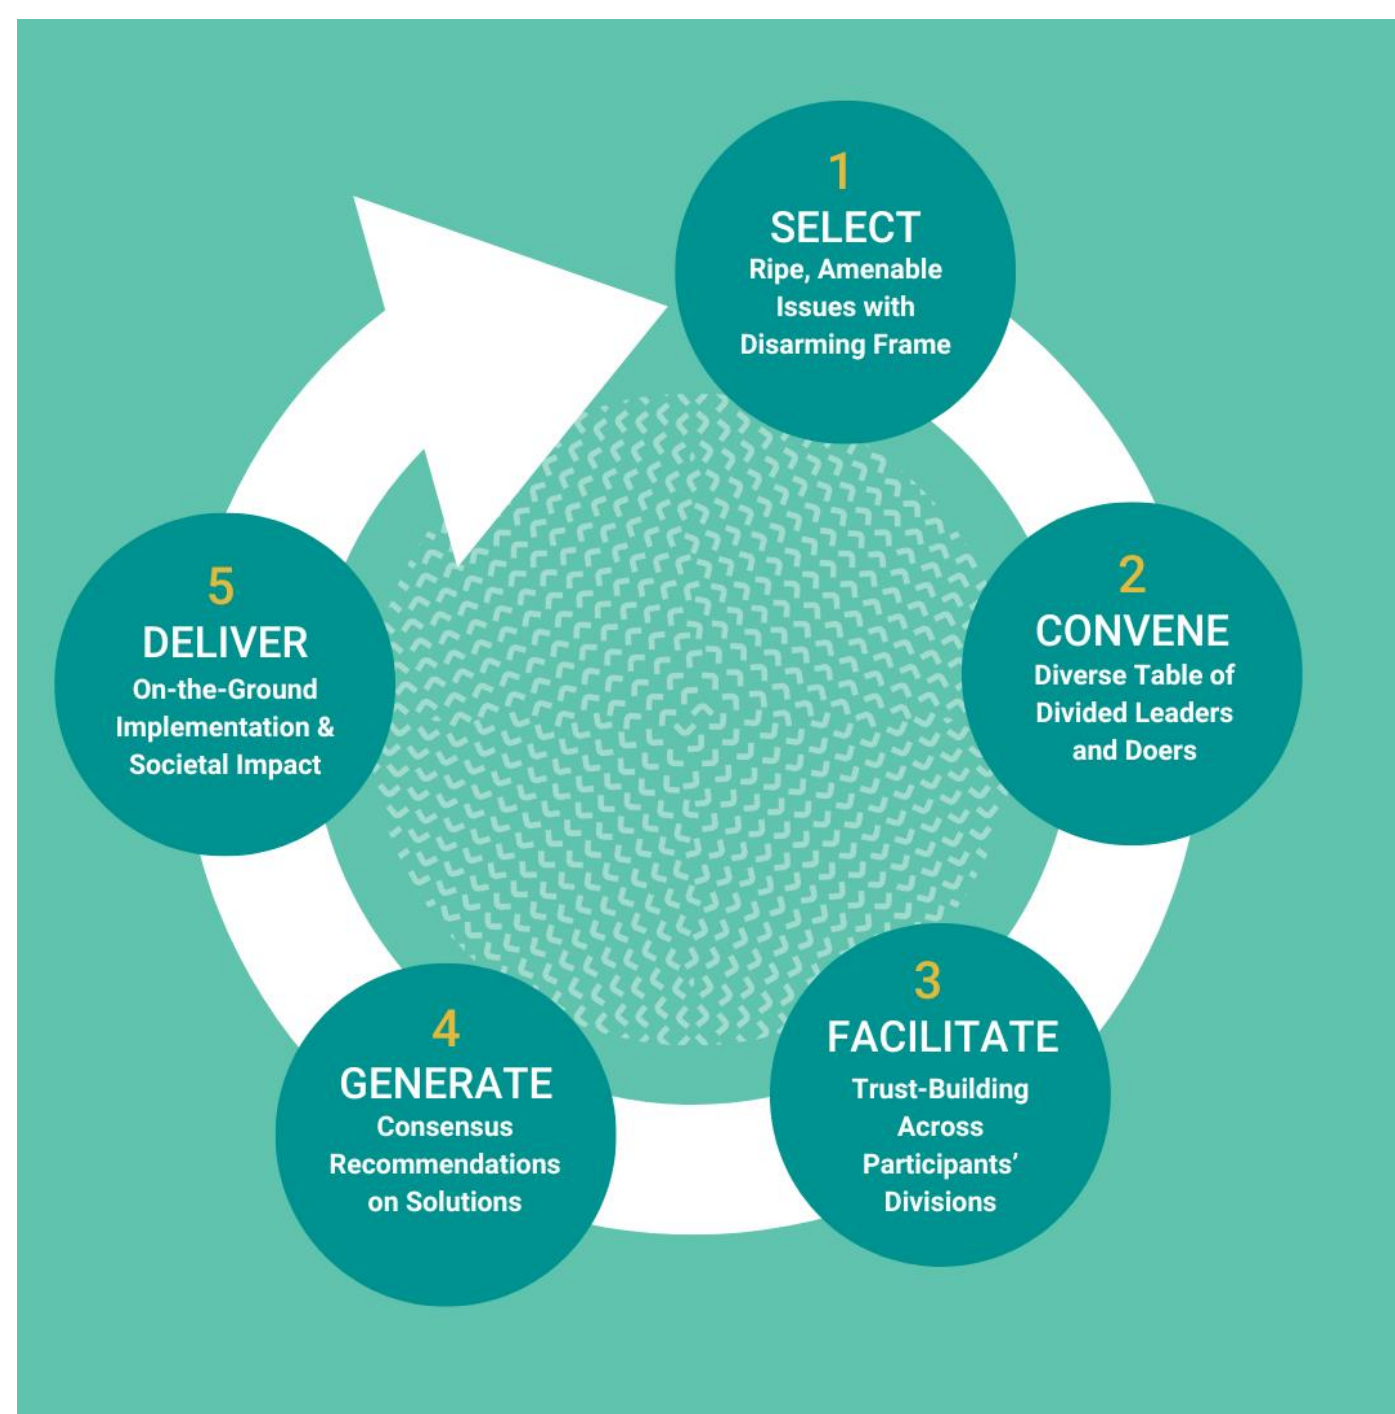 1
SELECT
Ripe, Amenable
Issues with
Disarming Frame
2
CONVENE
Diverse Table of
Divided Leaders
and Doers
3
FACILITATE
Trust-Building
Across
Participants’
Divisions
4
GENERATE
Consensus
Recommendations
on Solutions
5
DELIVER
On-the-Ground
Implementation &
Societal Impact